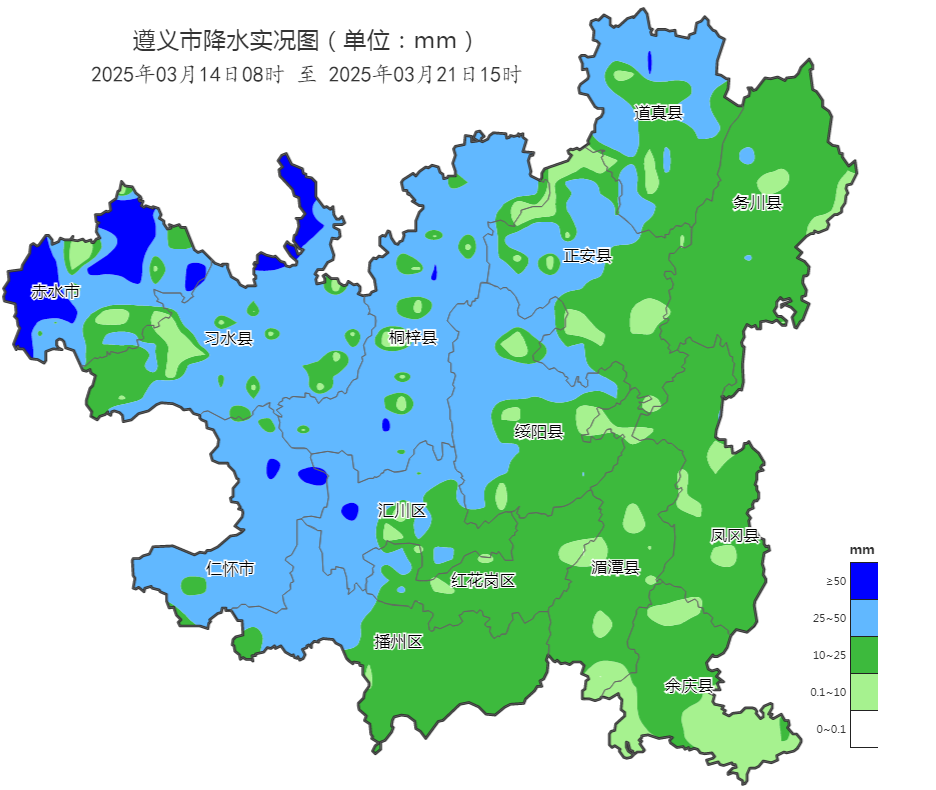 遵义市降水实况图（单位：mm）
2025年03月14日08时 至 2025年03月21日15时
道真县
务川县
正安县
赤水市
习水县
桐梓县
绥阳县
汇川区
凤冈县
仁怀市
湄潭县
红花岗区
播州区
余庆县
mm
≥50
25~50
10~25
0.1~10
0~0.1